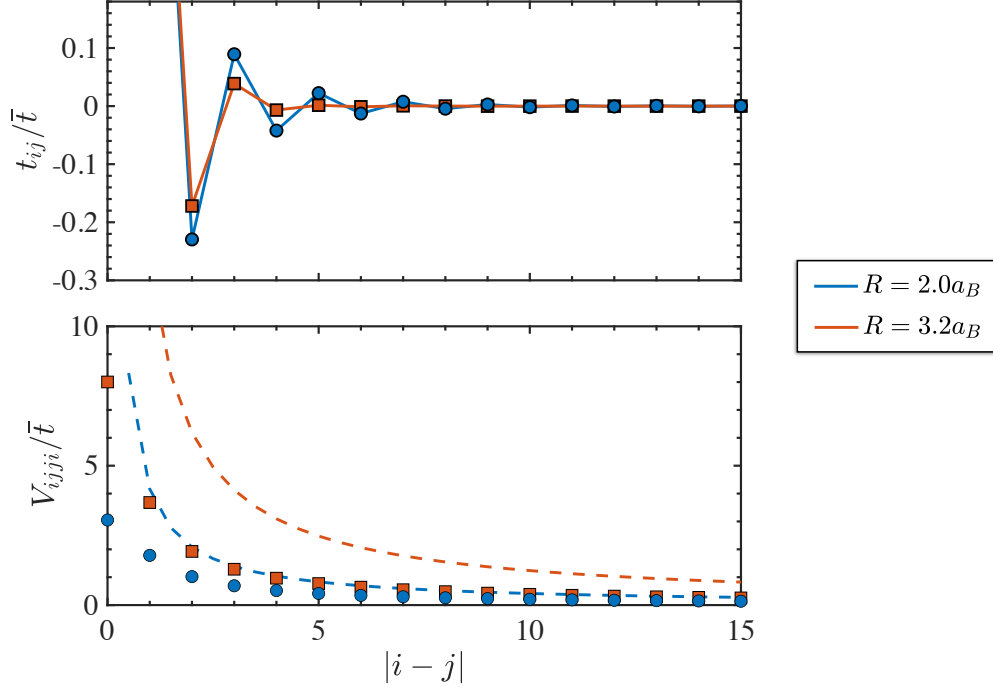 0.1
0
-0.1
-0.2
-0.3
t_{ij}/\bar{t}
R = 2.0a_B
R = 3.2a_B
10
5
0
V_{ijji}/\bar{t}
0 5 10 15
|i − j|